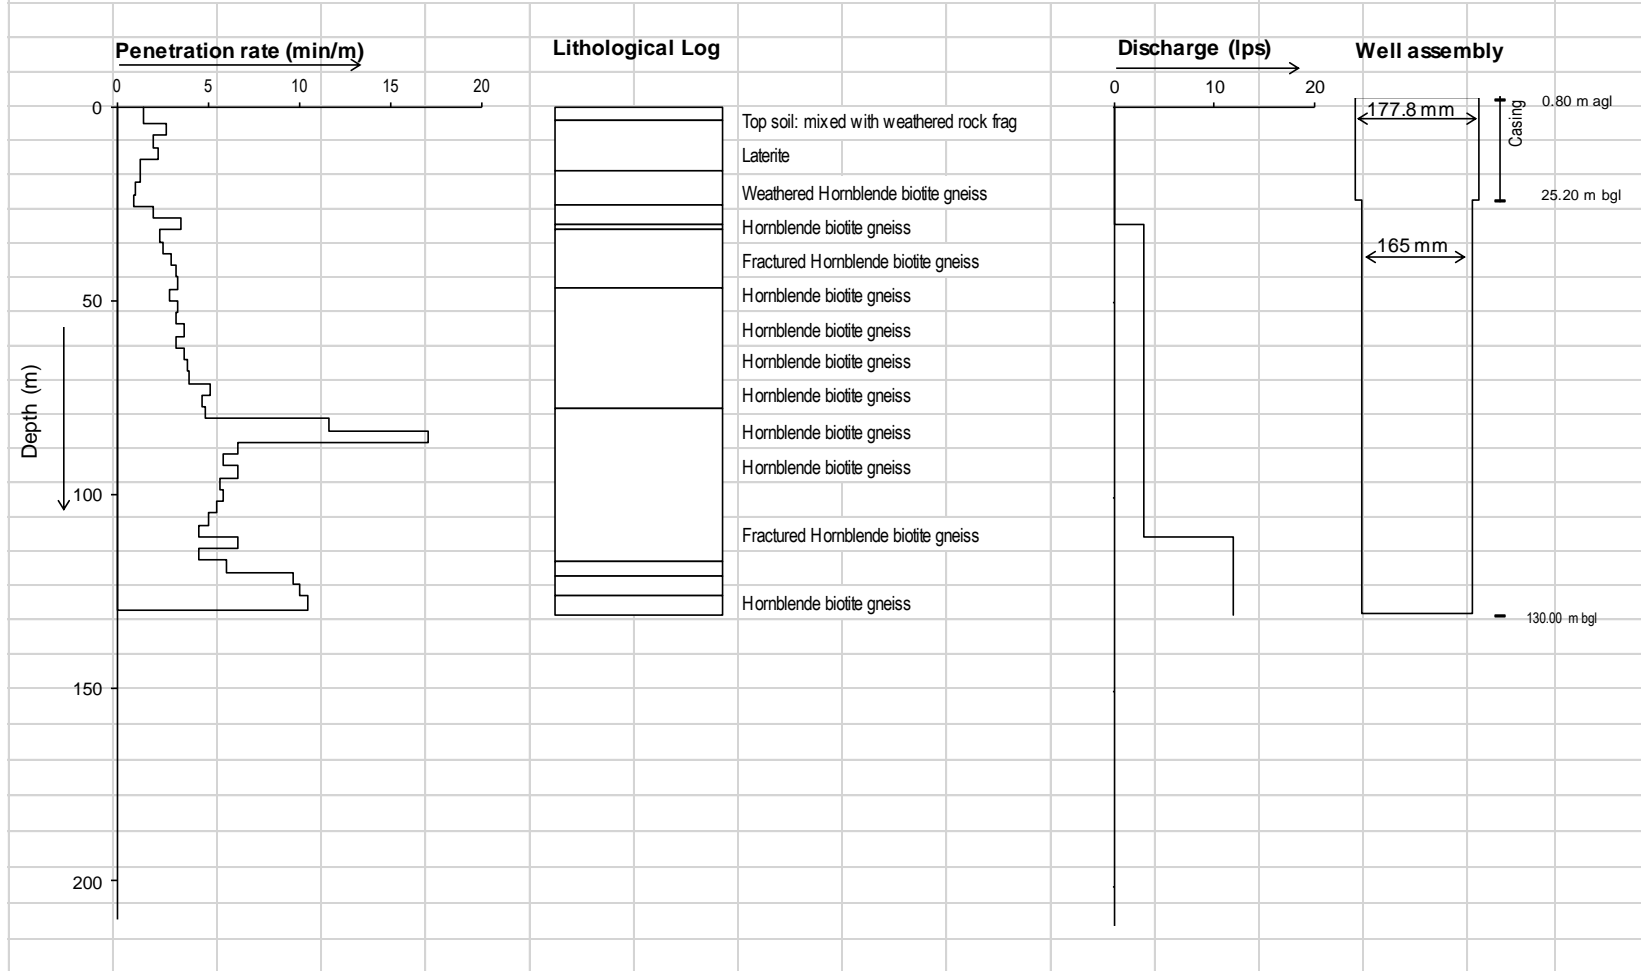 Penetration rate (min/m)
Lithological Log
Discharge (lps)
Well assembly
0 5 10 15 20
0 10 20
0
50
100
150
200
Depth (m)
Top soil: mixed with weathered rock frag
Laterite
Weathered Hornblende biotite gneiss
Hornblende biotite gneiss
Fractured Hornblende biotite gneiss
Hornblende biotite gneiss
Hornblende biotite gneiss
Hornblende biotite gneiss
Hornblende biotite gneiss
Hornblende biotite gneiss
Hornblende biotite gneiss
Fractured Hornblende biotite gneiss
Hornblende biotite gneiss
177.8 mm
165 mm
Casing
0.80 m agl
25.20 m bgl
130.00 m bgl